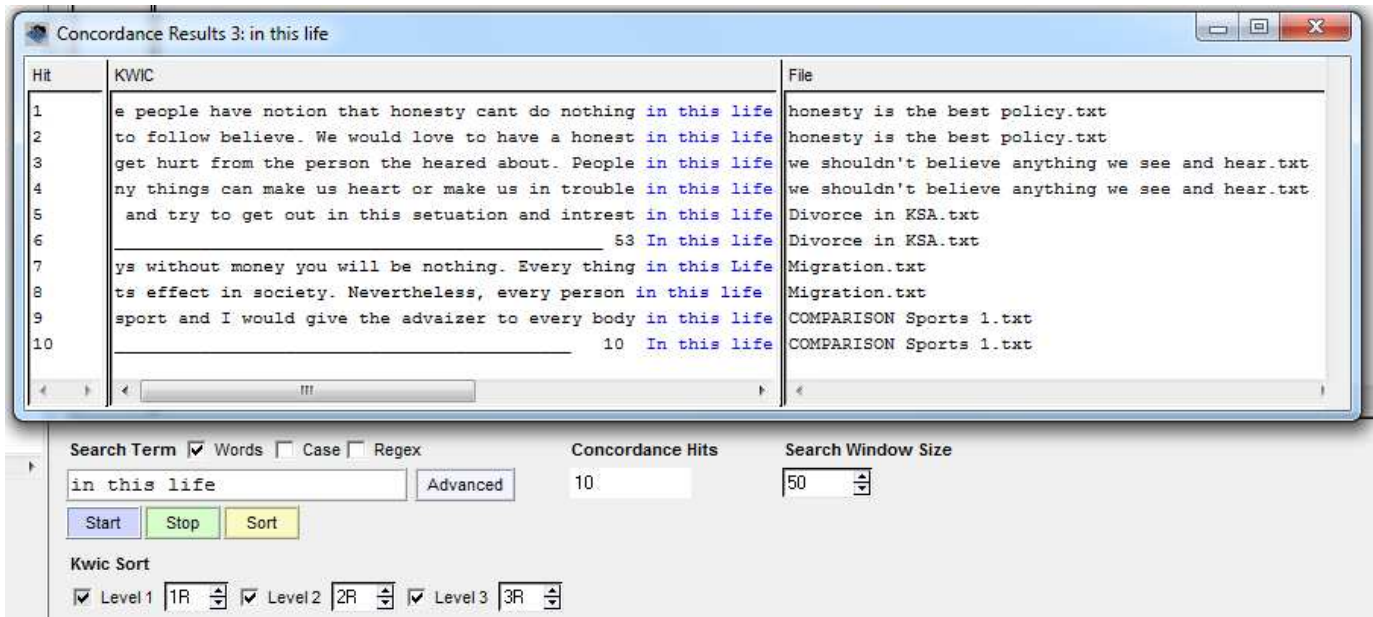 Concordance Results 3: in this life
Hit KWIC File
1 e people have notion that honesty cant do nothing in this life honesty is the best policy.txt
2 to follow believe. We would love to have a honest in this life honesty is the best policy.txt
3 get hurt from the person the heared about. People in this life we shouldn't believe anything we see and hear.txt
4 ny things can make us heart or make us in trouble in this life we shouldn't believe anything we see and hear.txt
5 and try to get out in this setuation and intrest in this life Divorce in KSA.txt
6 53 In this life Divorce in KSA.txt
7 ys without money you will be nothing. Every thing in this Life Migration.txt
8 ts effect in society. Nevertheless, every person in this life Migration.txt
9 sport and I would give the advaizer to every body in this life COMPARISON Sports 1.txt
10 10 In this life COMPARISON Sports 1.txt
Search Term Words Case Regex Concordance Hits Search Window Size
in this life Advanced 10 50
Start Stop Sort
Kwic Sort
Level 1 1R Level 2 2R Level 3 3R